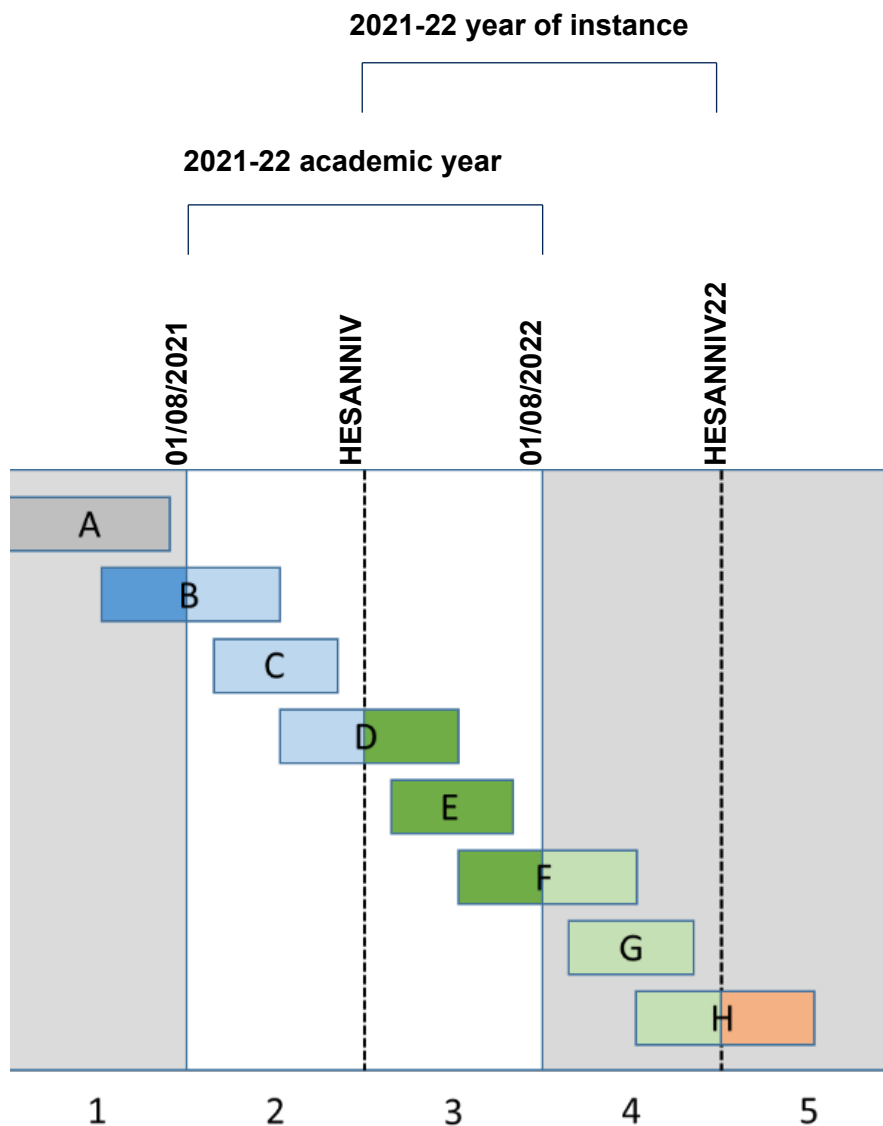 2021-22 year of instance
2021-22 academic year
01/08/2021
HESANNIV
01/08/2022
HESANNIV22
A
B
C
D
E
F
G
H
1
2
3
4
5